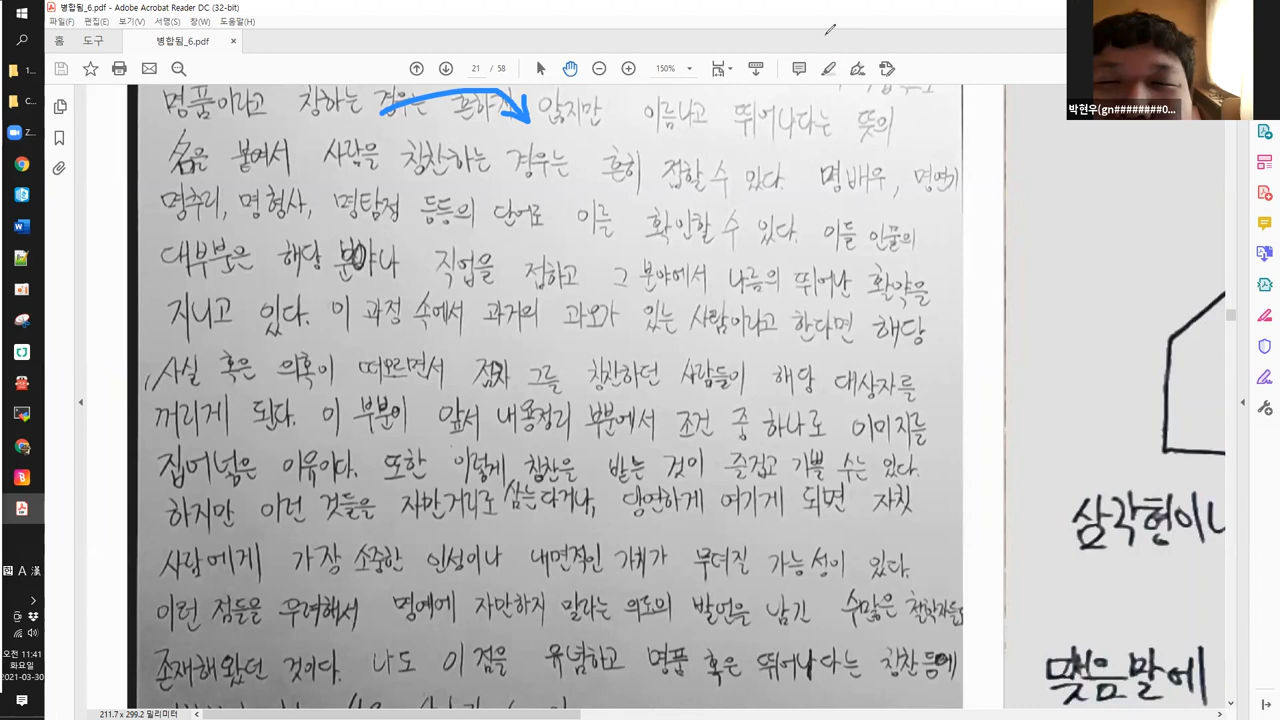 병합됨_6.pdf - Adobe Acrobat Reader DC (32-bit)
파일(F) 편집(E) 보기(V) 서명(S) 창(W) 도움말(H)
홈 도구 병합됨_6.pdf ×
21 / 58 150%
박현우(gn########0...
명품이라고 칭하는 경우는 흔하진 않지만 이름나고 뛰어나다는 뜻의
名을 붙여서 사람을 칭찬하는 경우는 흔히 접할 수 있다. 명배우, 명연기
명추리, 명형사, 명탐정 등등의 단어로 이를 확인할 수 있다. 이들 인물의
대부분은 해당 분야나 직업을 접하고 그 분야에서 나름의 뛰어난 활약을
지니고 있다. 이 과정 속에서 과거의 과오가 있는 사람이라고 한다면 해당
사실 혹은 의혹이 떠오르면서 점차 그를 칭찬하던 사람들이 해당 대상자를
꺼리게 된다. 이 부분이 앞서 내용정리 부분에서 조건 중 하나로 이미지를
집어넣은 이유이다. 또한 이렇게 칭찬을 받는 것이 즐겁고 기쁠 수는 있다.
하지만 이런 것들을 자만거리로 삼는다거나, 당연하게 여기게 되면 자칫
사람에게 가장 소중한 인성이나 내면적인 가치가 무뎌질 가능성이 있다.
이런 점들을 우려해서 명예에 자만하지 말라는 의도의 발언을 남긴 수많은 철학자들도
존재해왔던 것이다. 나도 이 점을 유념하고 명품 혹은 뛰어나다는 칭찬 등에
삼각형이나
맺음말에
1...
C...
Z...
A 漢
오전 11:41
화요일
2021-03-30
211.7 x 299.2 밀리미터